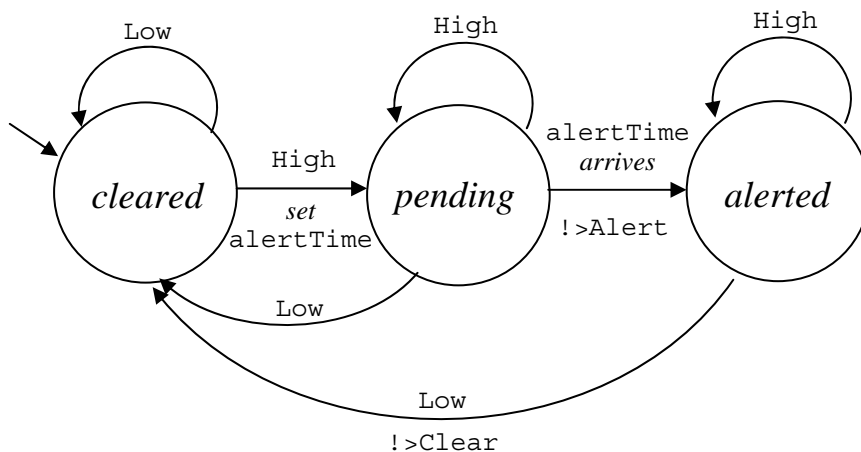 Low
High
High
High
set
alertTime
alertTime
arrives
!>Alert
cleared
pending
alerted
Low
Low
!>Clear